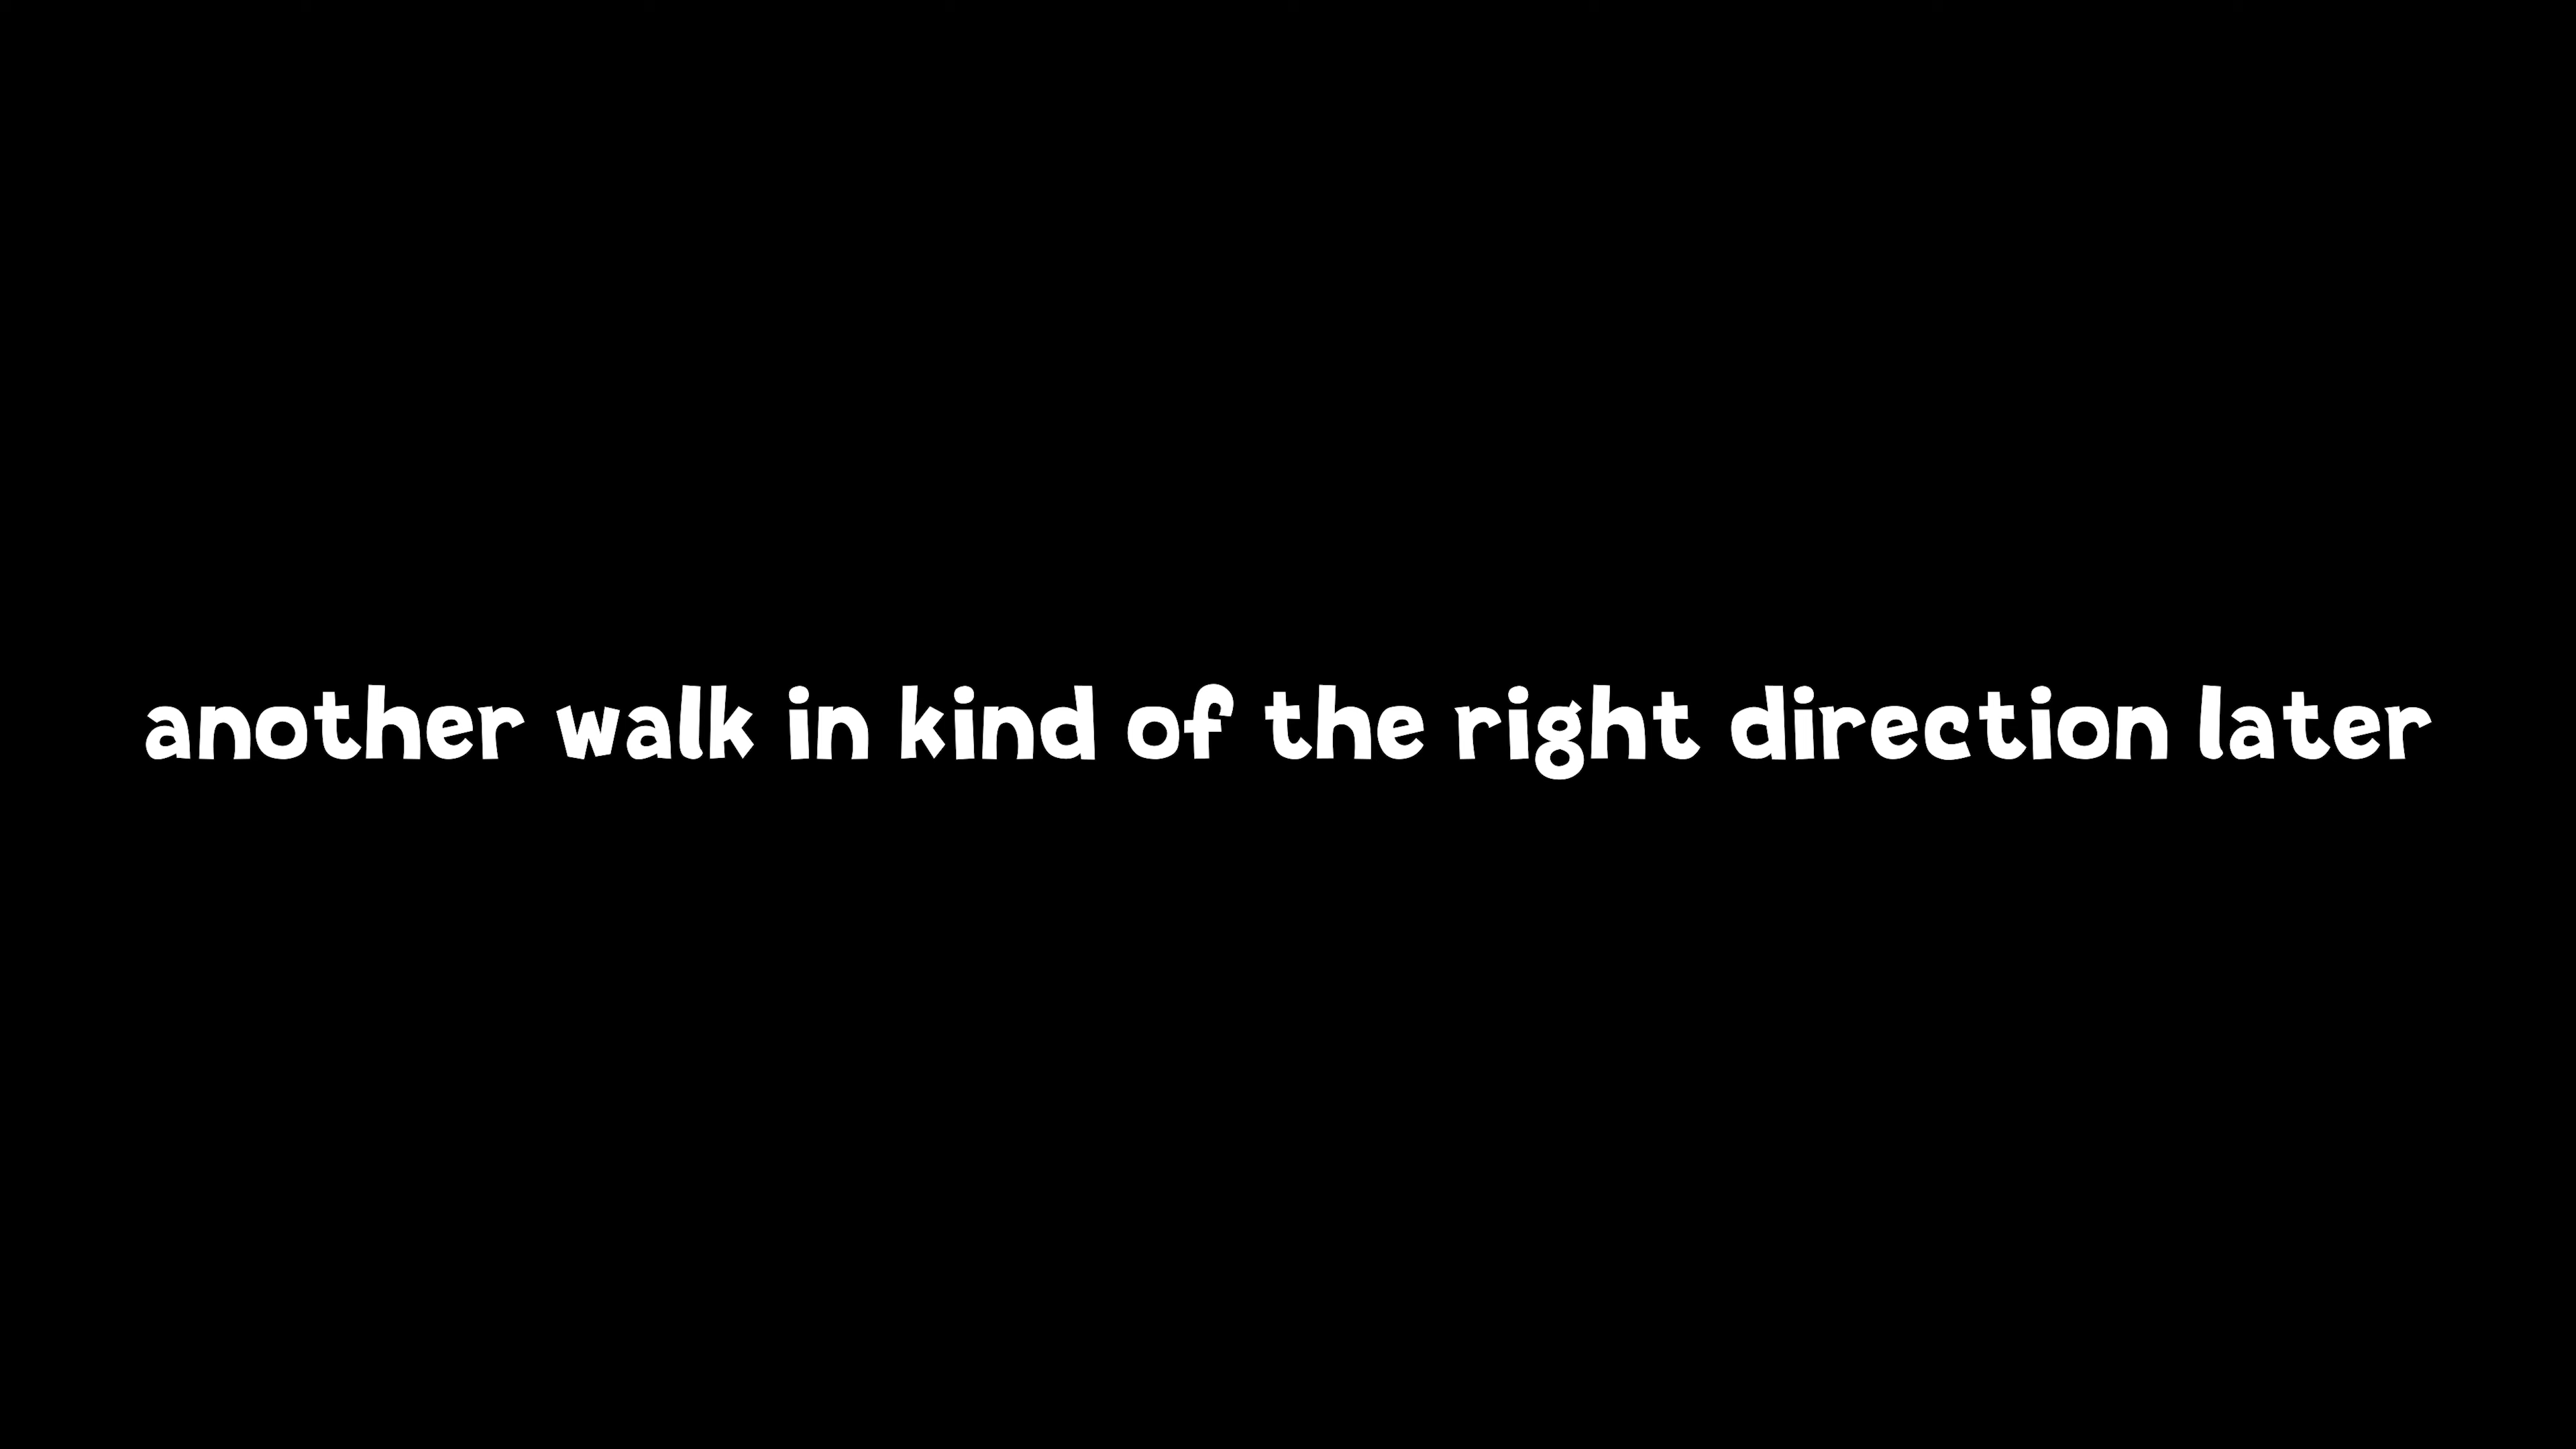 another walk in kind of the right direction later